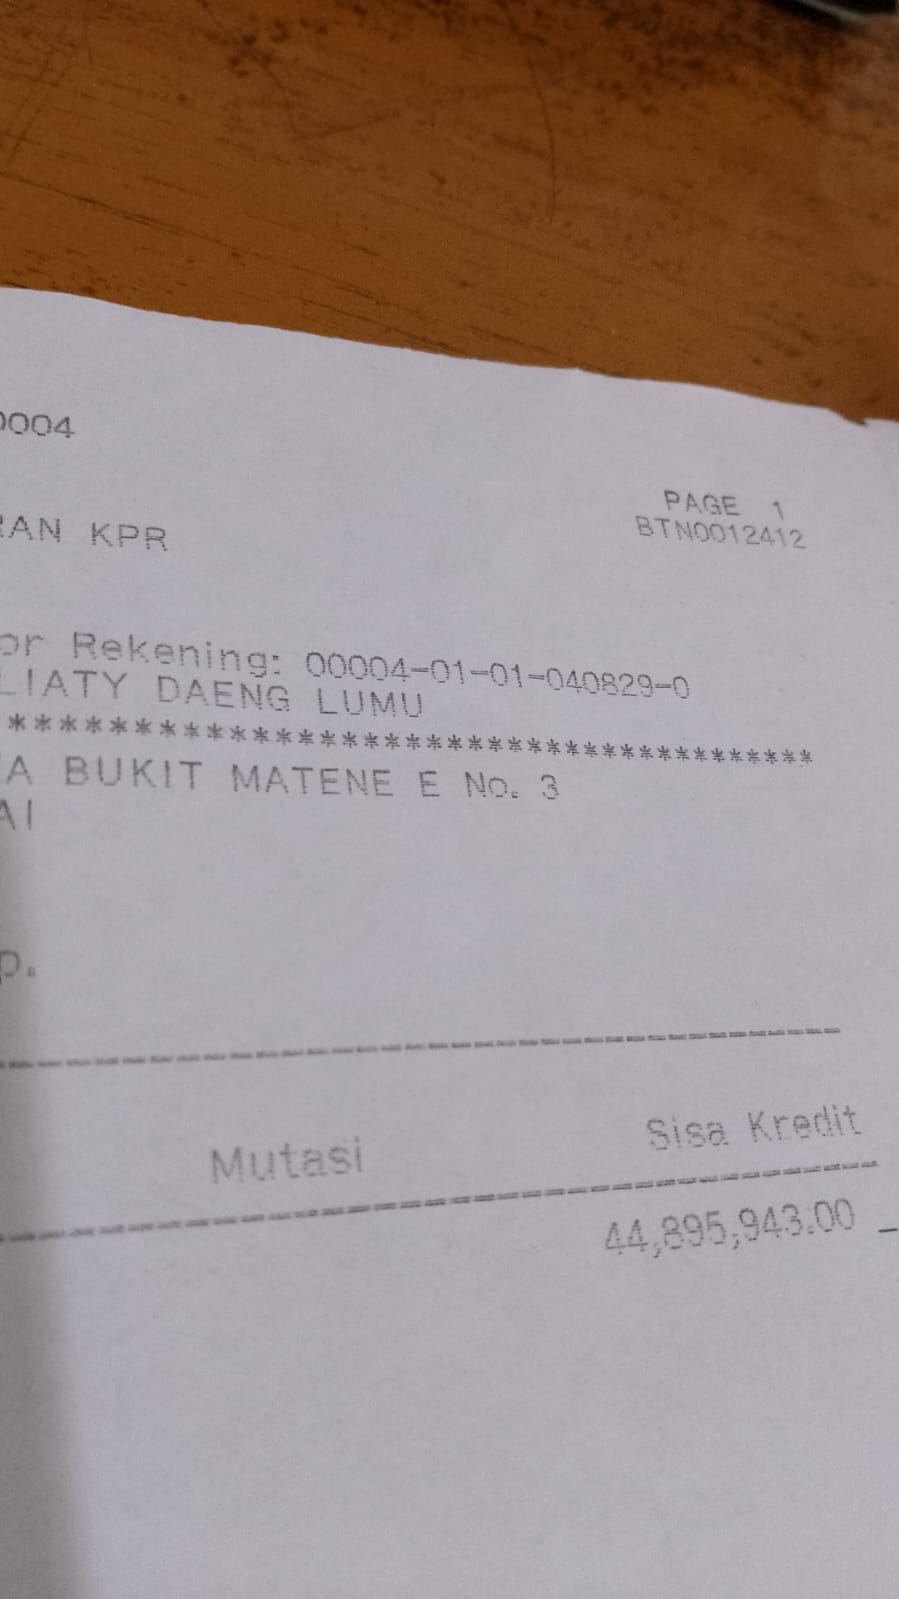 0004
PAGE 1
RAN KPR
BTN0012412
or Rekening: 00004-01-01-040829-0
LIATY DAENG LUMU
******************************************
A BUKIT MATENE E No. 3
AI
p.
Mutasi Sisa Kredit
44,895,943.00